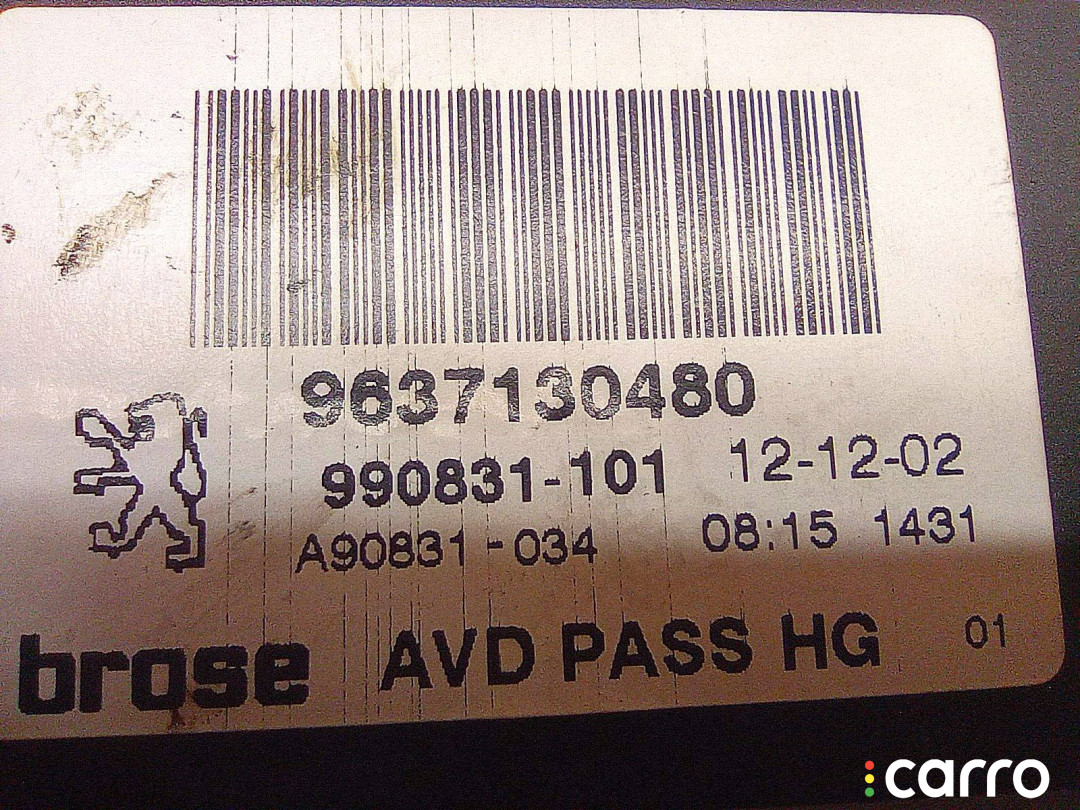 9637130480
990831-101 12-12-02
A90831-034 08:15 1431
brose AVD PASS HG 01
carro